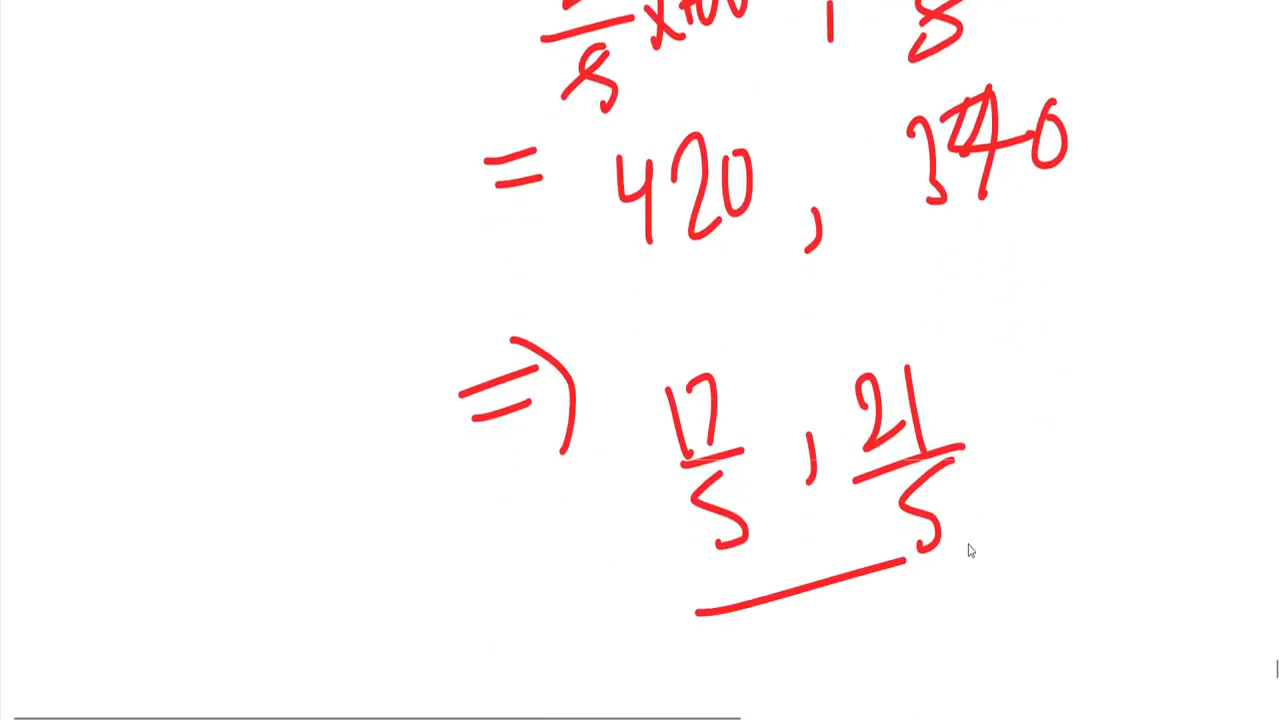 = 420 , 340
⇒ 17/5 , 21/5